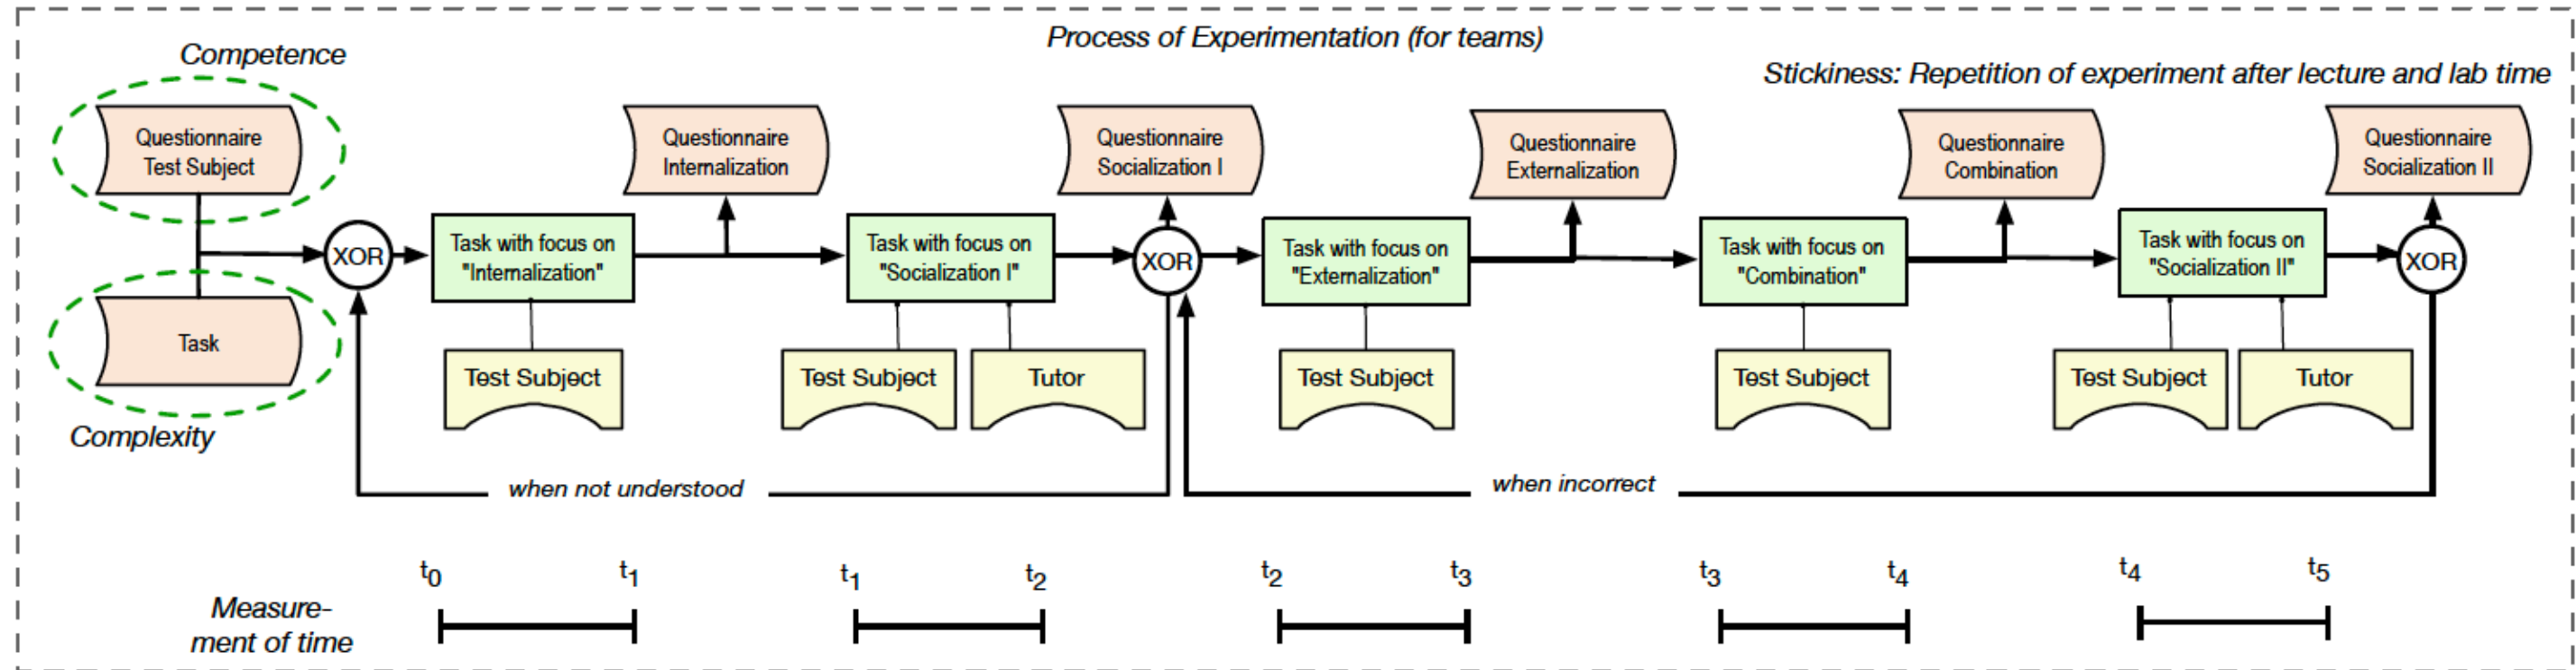 Process of Experimentation (for teams)
Competence
Stickiness: Repetition of experiment after lecture and lab time
Questionnaire
Test Subject
Questionnaire
Internalization
Questionnaire
Socialization I
Questionnaire
Externalization
Questionnaire
Combination
Questionnaire
Socialization II
XOR
Task with focus on
"Internalization"
Task with focus on
"Socialization I"
XOR
Task with focus on
"Externalization"
Task with focus on
"Combination"
Task with focus on
"Socialization II"
XOR
Task
Complexity
Test Subject
Test Subject
Tutor
Test Subject
Test Subject
Test Subject
Tutor
when not understood
when incorrect
t0
t1
t1
t2
t2
t3
t3
t4
t4
t5
Measure-
ment of time